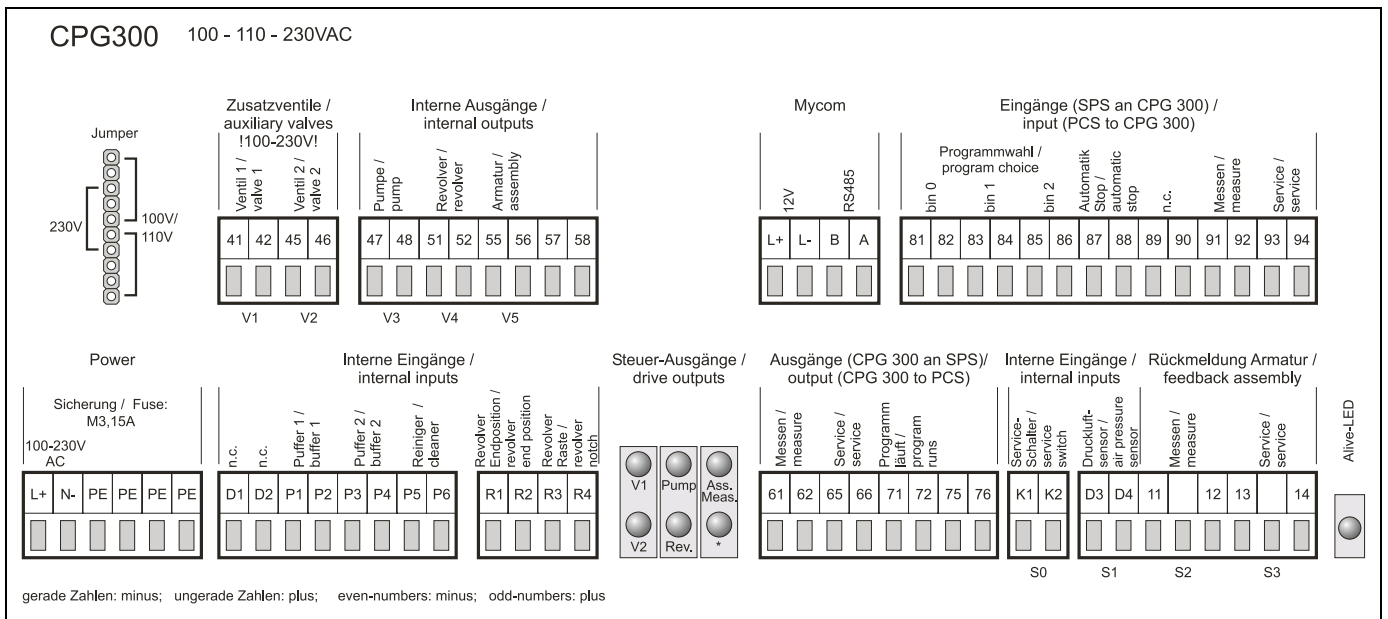 CPG300 100 - 110 - 230VAC
Jumper
230V
100V/
110V
Zusatzventile /
auxiliary valves
!100-230V!
Ventil 1 /
valve 1
Ventil 2 /
valve 2
41 42 45 46
V1 V2
Interne Ausgänge /
internal outputs
Pumpe /
pump
Revolver /
revolver
Armatur /
assembly
47 48 51 52 55 56 57 58
V3 V4 V5
Mycom
12V
RS485
L+ L- B A
Eingänge (SPS an CPG 300) /
input (PCS to CPG 300)
Programmwahl /
program choice
bin 0
bin 1
bin 2
Automatik
Stop /
automatic
stop
n.c.
Messen /
measure
Service /
service
81 82 83 84 85 86 87 88 89 90 91 92 93 94
Power
Sicherung / Fuse:
M3,15A
100-230V
AC
L+ N- PE PE PE PE
Interne Eingänge /
internal inputs
n.c.
n.c.
Puffer 1 /
buffer 1
Puffer 2 /
buffer 2
Reiniger /
cleaner
D1 D2 P1 P2 P3 P4 P5 P6
Revolver
Endposition /
revolver
end position
Revolver
Raste /
revolver
notch
R1 R2 R3 R4
Steuer-Ausgänge /
drive outputs
V1 Pump Ass.
Meas.
V2 Rev. *
Ausgänge (CPG 300 an SPS)/
output (CPG 300 to PCS)
Messen /
measure
Service /
service
Programm
läuft /
program
runs
61 62 65 66 71 72 75 76
Interne Eingänge /
internal inputs
Service-
Schalter /
service
switch
Druckluft-
sensor /
air pressure
sensor
K1 K2 D3 D4
S0 S1
Rückmeldung Armatur /
feedback assembly
Messen /
measure
Service /
service
11 12 13 14
S2 S3
Alive-LED
gerade Zahlen: minus; ungerade Zahlen: plus; even-numbers: minus; odd-numbers: plus